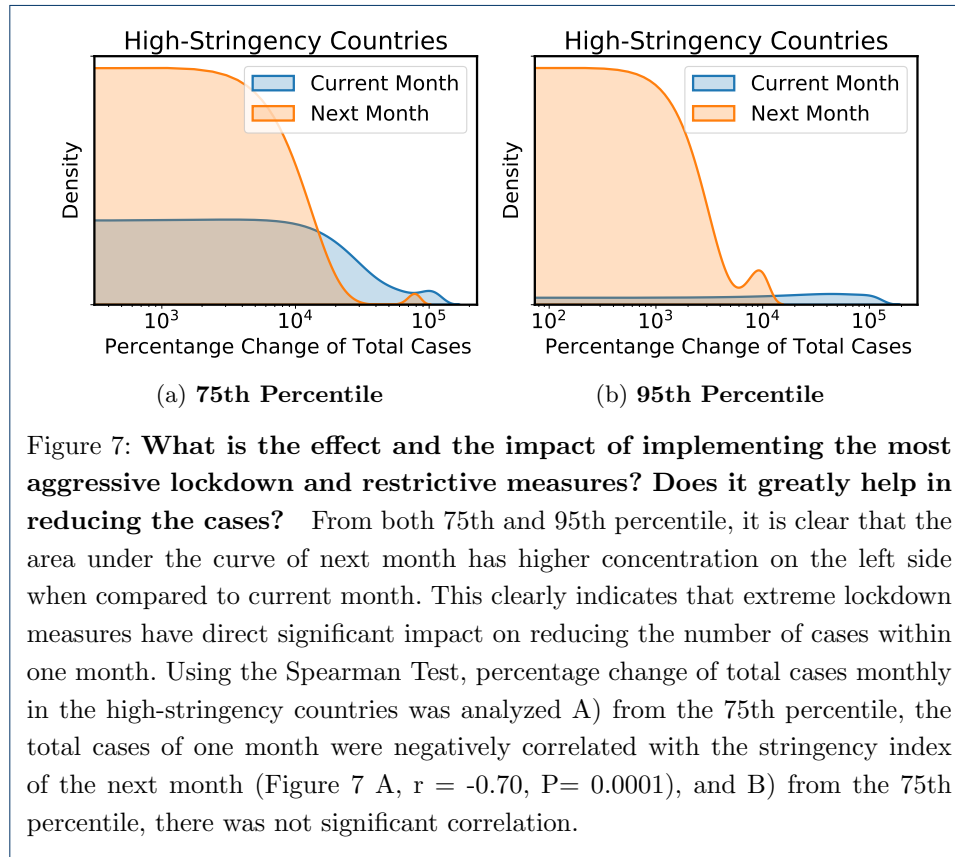 High-Stringency Countries
Density
Current Month
Next Month
10³ 10⁴ 10⁵
Percentange Change of Total Cases
(a) 75th Percentile
High-Stringency Countries
Density
Current Month
Next Month
10² 10³ 10⁴ 10⁵
Percentange Change of Total Cases
(b) 95th Percentile
Figure 7: What is the effect and the impact of implementing the most
aggressive lockdown and restrictive measures? Does it greatly help in
reducing the cases? From both 75th and 95th percentile, it is clear that the
area under the curve of next month has higher concentration on the left side
when compared to current month. This clearly indicates that extreme lockdown
measures have direct significant impact on reducing the number of cases within
one month. Using the Spearman Test, percentage change of total cases monthly
in the high-stringency countries was analyzed A) from the 75th percentile, the
total cases of one month were negatively correlated with the stringency index
of the next month (Figure 7 A, r = -0.70, P= 0.0001), and B) from the 75th
percentile, there was not significant correlation.